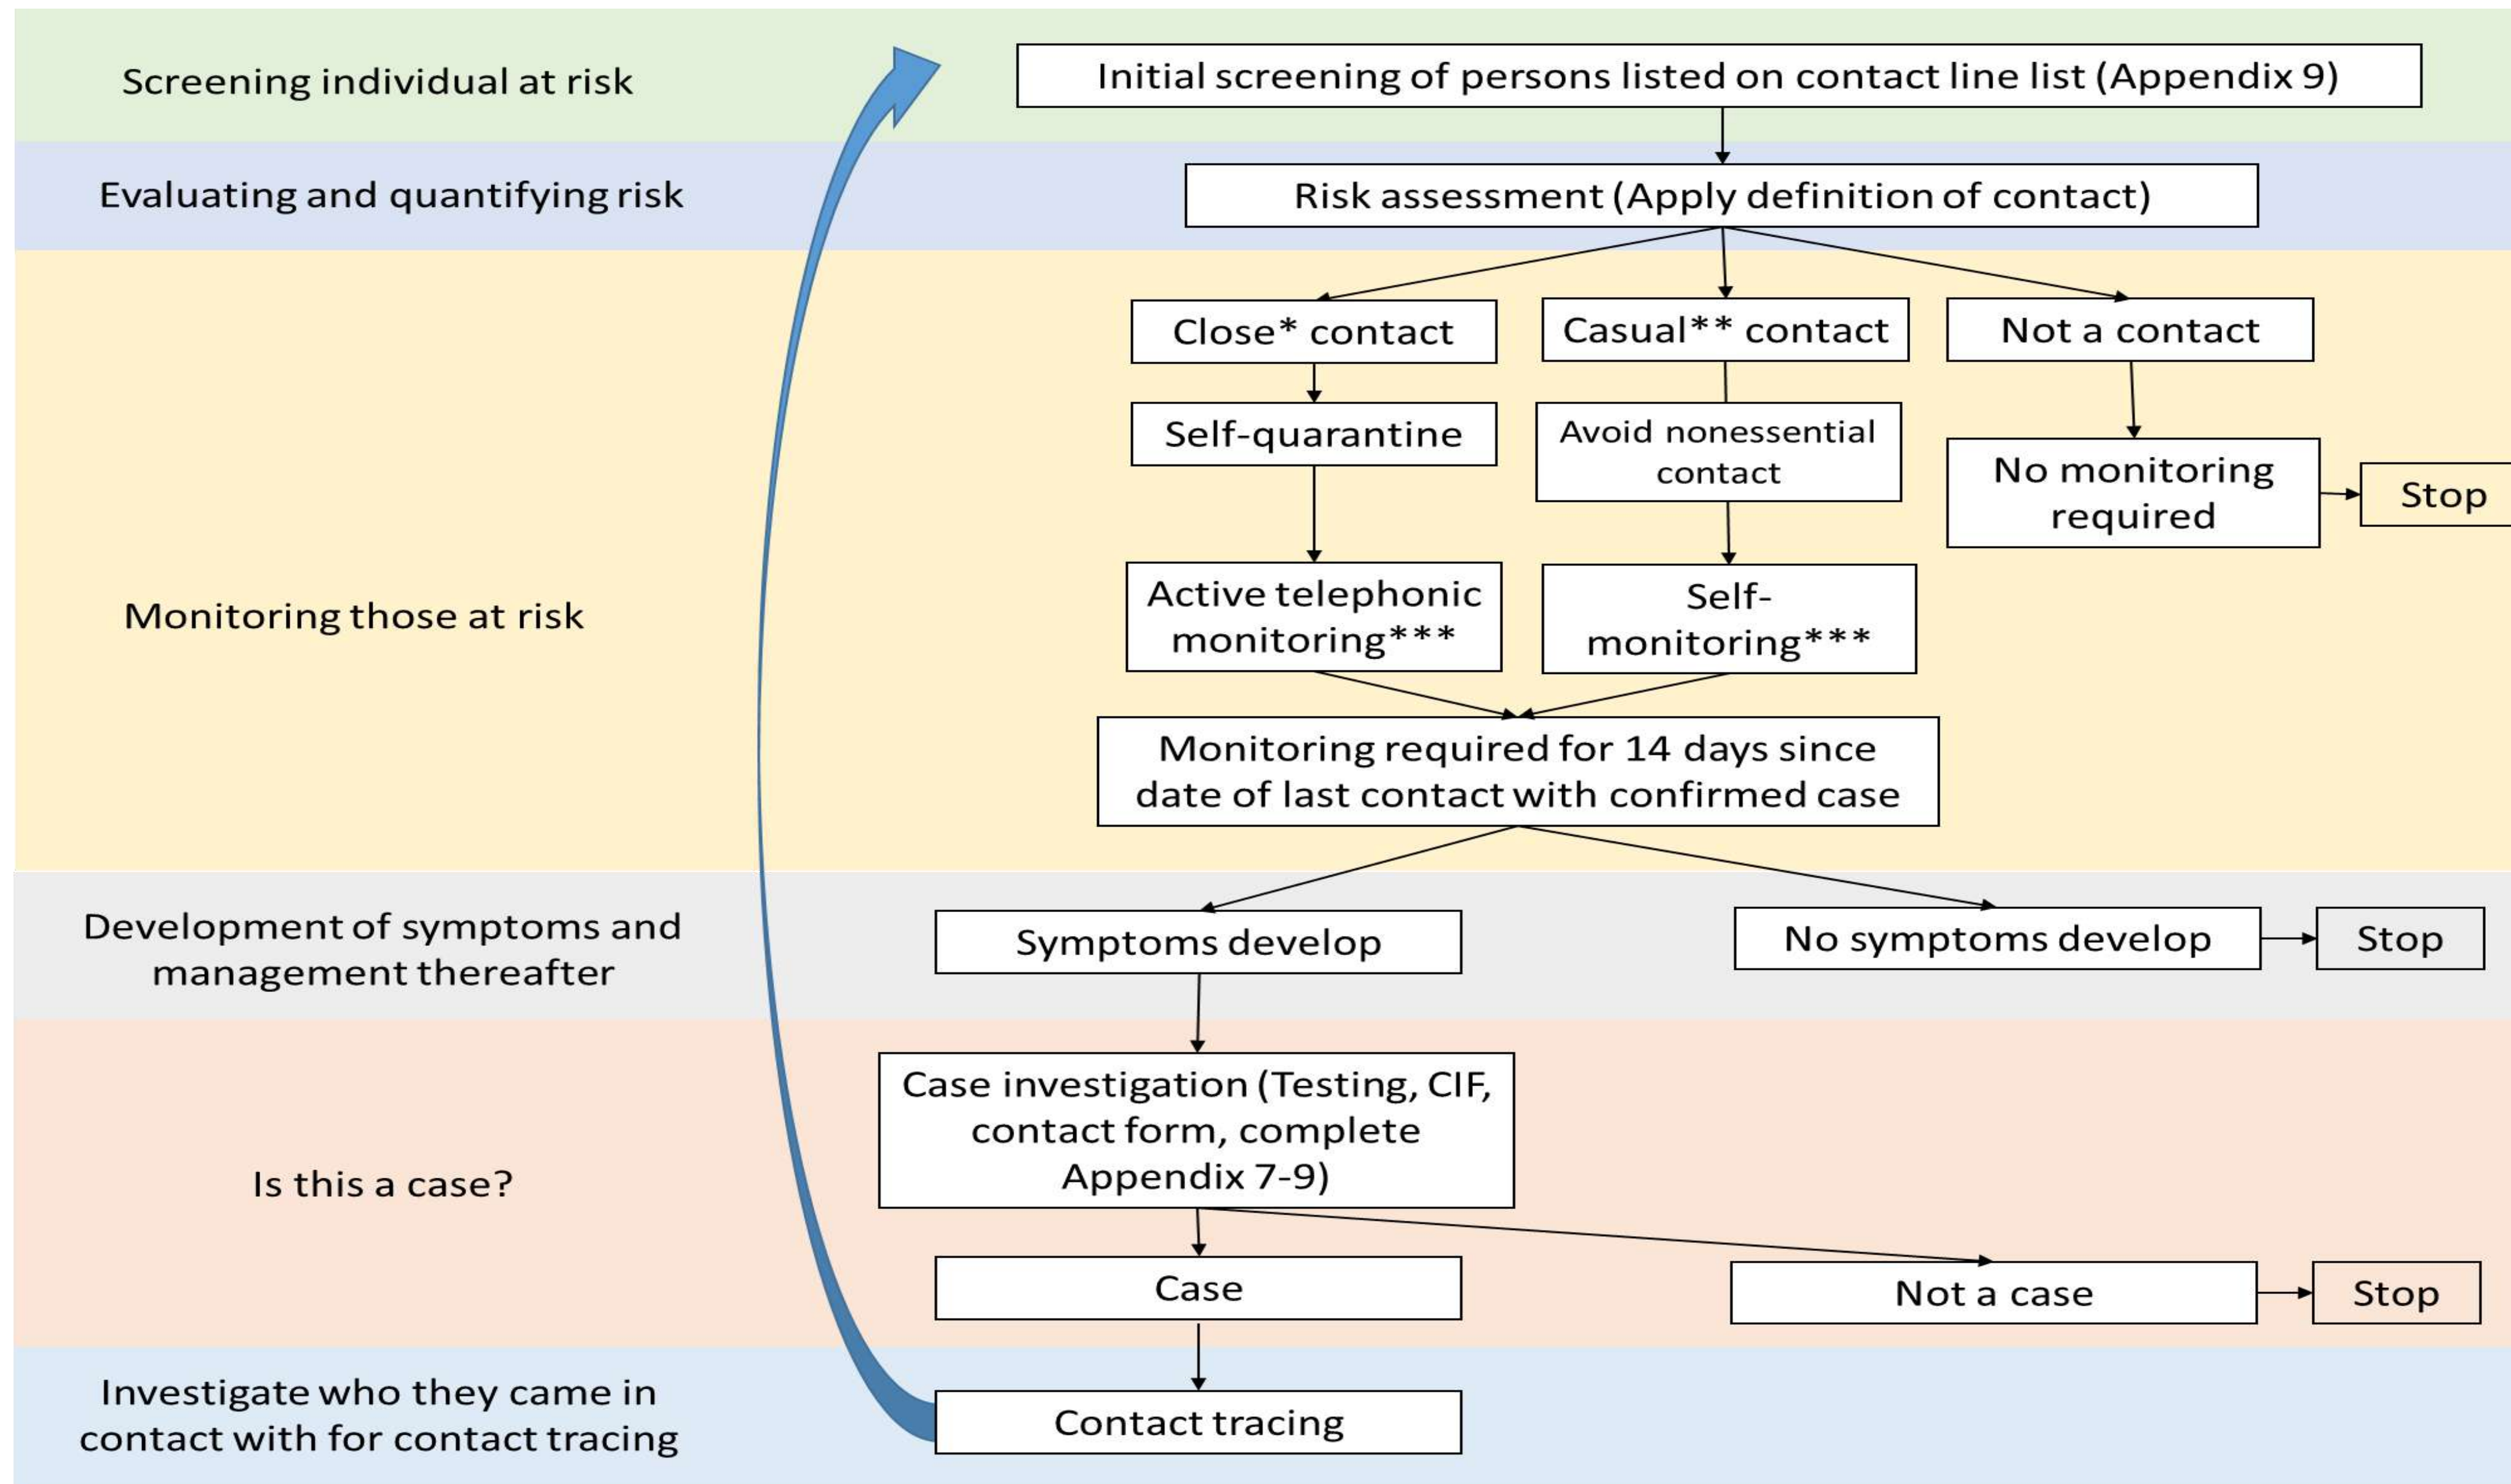 Screening individual at risk
Initial screening of persons listed on contact line list (Appendix 9)
Evaluating and quantifying risk
Risk assessment (Apply definition of contact)
Close* contact
Casual** contact
Not a contact
Self-quarantine
Avoid nonessential
contact
No monitoring
required
Stop
Monitoring those at risk
Active telephonic
monitoring***
Self-
monitoring***
Monitoring required for 14 days since
date of last contact with confirmed case
Development of symptoms and
management thereafter
Symptoms develop
No symptoms develop
Stop
Is this a case?
Case investigation (Testing, CIF,
contact form, complete
Appendix 7-9)
Case
Not a case
Stop
Investigate who they came in
contact with for contact tracing
Contact tracing